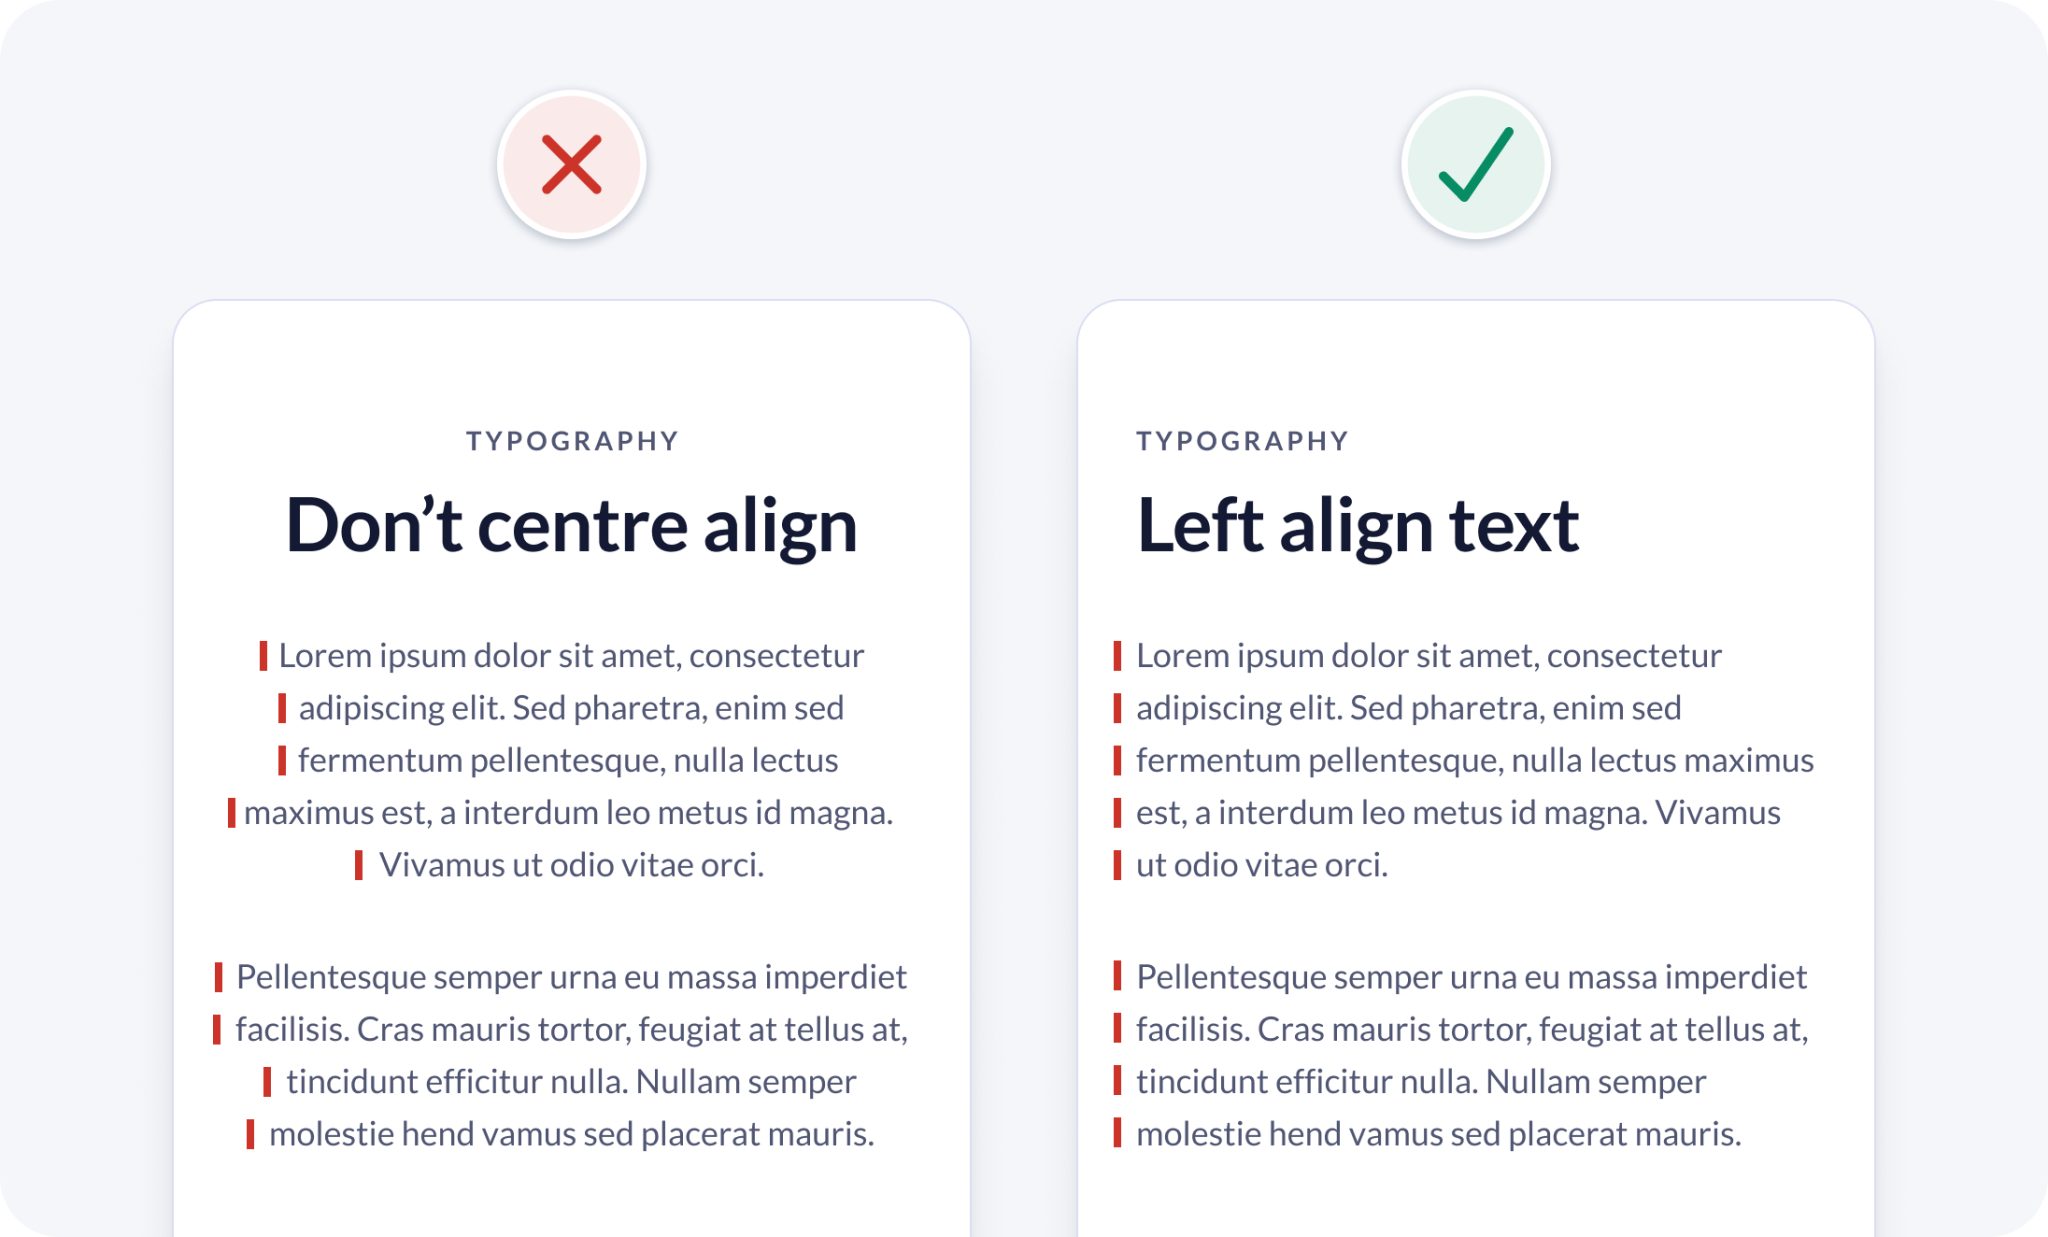 TYPOGRAPHY
Don’t centre align
Lorem ipsum dolor sit amet, consectetur
adipiscing elit. Sed pharetra, enim sed
fermentum pellentesque, nulla lectus
maximus est, a interdum leo metus id magna.
Vivamus ut odio vitae orci.
Pellentesque semper urna eu massa imperdiet
facilisis. Cras mauris tortor, feugiat at tellus at,
tincidunt efficitur nulla. Nullam semper
molestie hend vamus sed placerat mauris.
TYPOGRAPHY
Left align text
Lorem ipsum dolor sit amet, consectetur
adipiscing elit. Sed pharetra, enim sed
fermentum pellentesque, nulla lectus maximus
est, a interdum leo metus id magna. Vivamus
ut odio vitae orci.
Pellentesque semper urna eu massa imperdiet
facilisis. Cras mauris tortor, feugiat at tellus at,
tincidunt efficitur nulla. Nullam semper
molestie hend vamus sed placerat mauris.